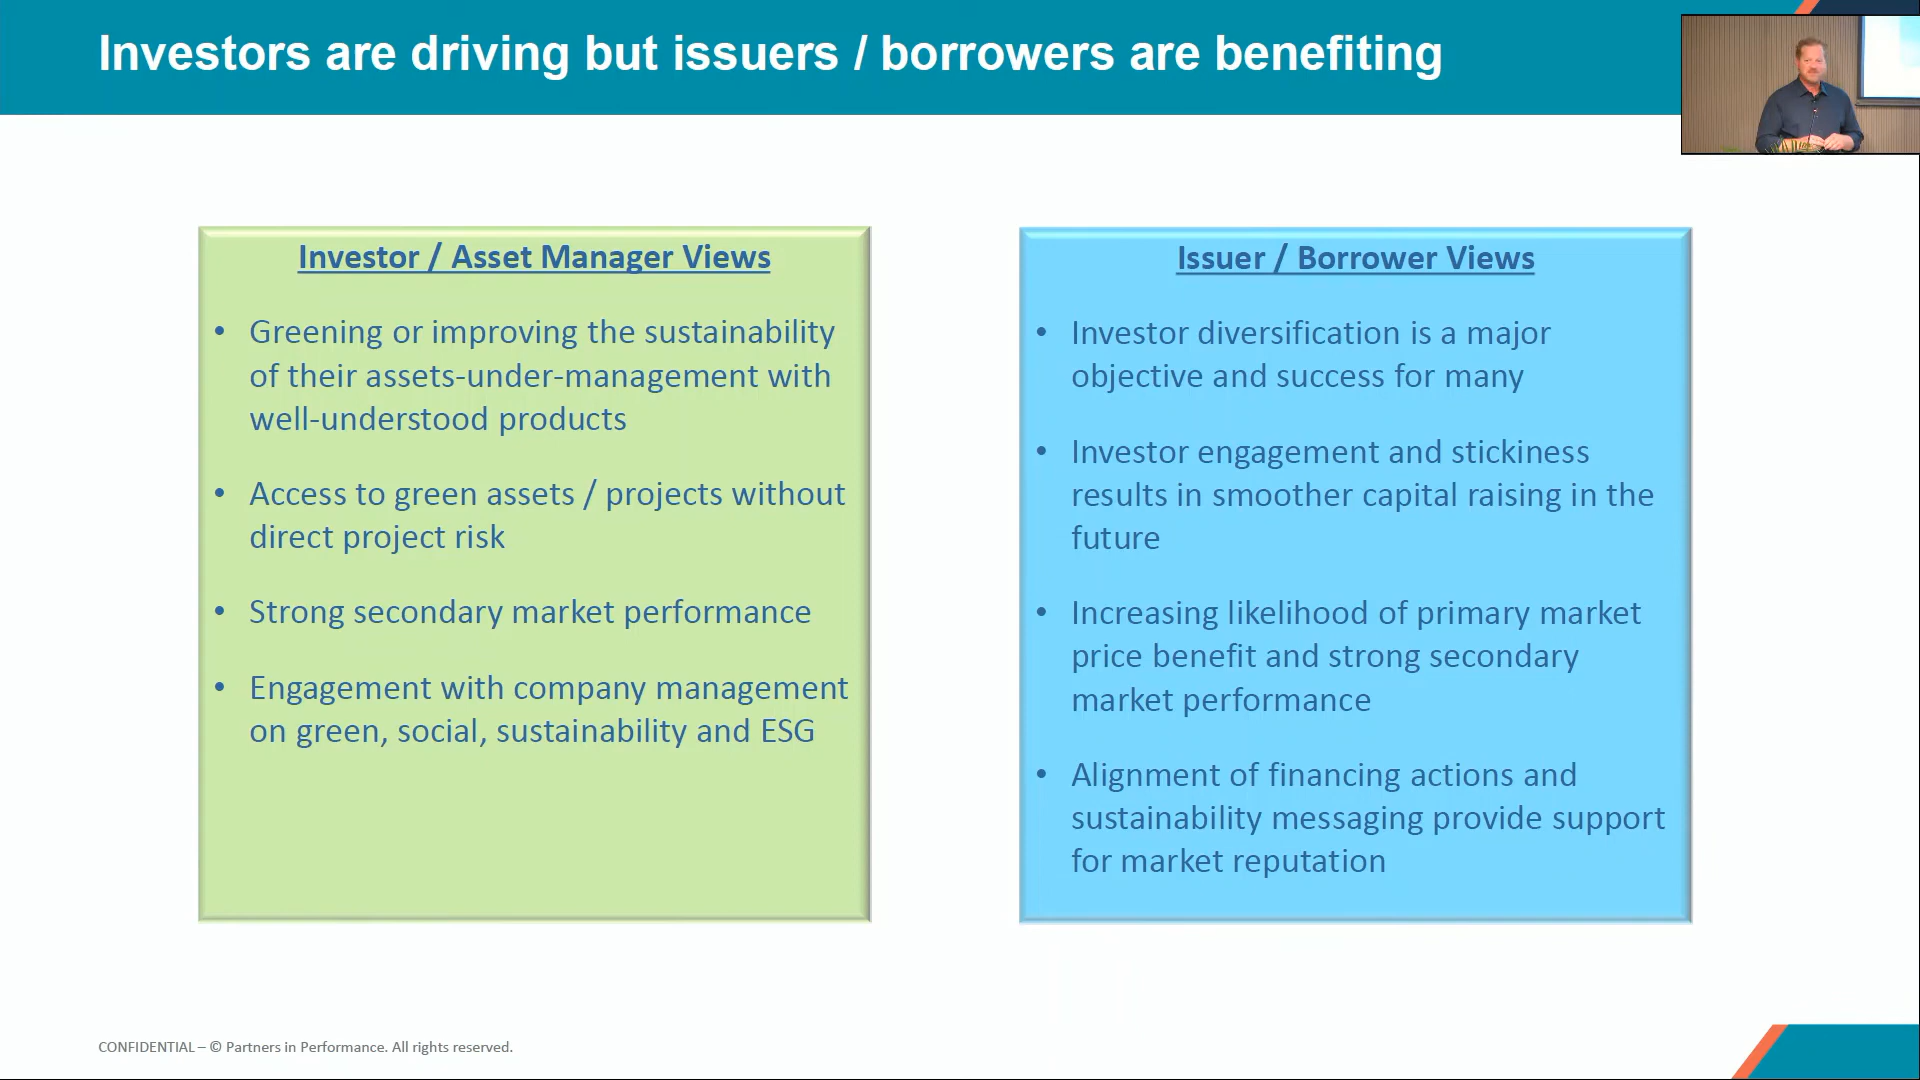 Investors are driving but issuers / borrowers are benefiting
Investor / Asset Manager Views
• Greening or improving the sustainability
of their assets-under-management with
well-understood products
• Access to green assets / projects without
direct project risk
• Strong secondary market performance
• Engagement with company management
on green, social, sustainability and ESG
Issuer / Borrower Views
• Investor diversification is a major
objective and success for many
• Investor engagement and stickiness
results in smoother capital raising in the
future
• Increasing likelihood of primary market
price benefit and strong secondary
market performance
• Alignment of financing actions and
sustainability messaging provide support
for market reputation
CONFIDENTIAL – © Partners in Performance. All rights reserved.